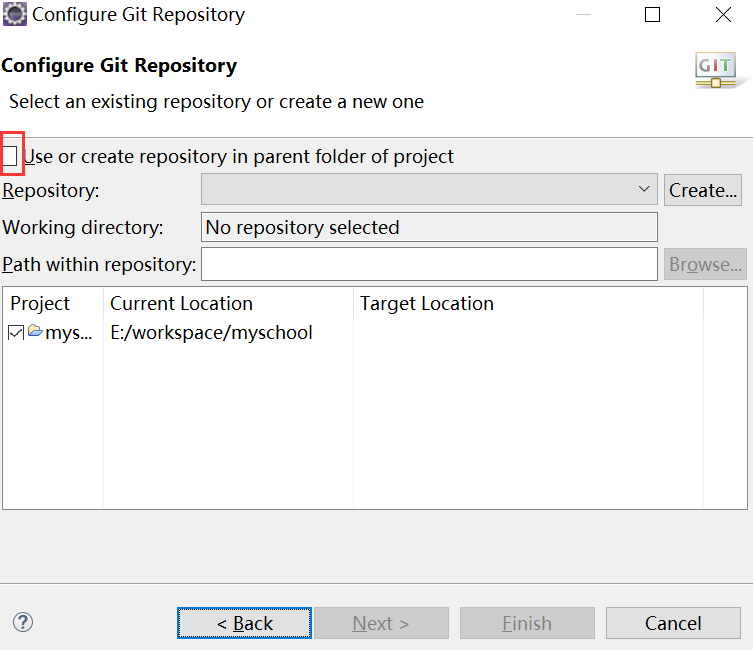 Configure Git Repository
Configure Git Repository
GIT
Select an existing repository or create a new one
Use or create repository in parent folder of project
Repository: Create...
Working directory: No repository selected
Path within repository: Browse...
Project Current Location Target Location
mys... E:/workspace/myschool
? < Back Next > Finish Cancel